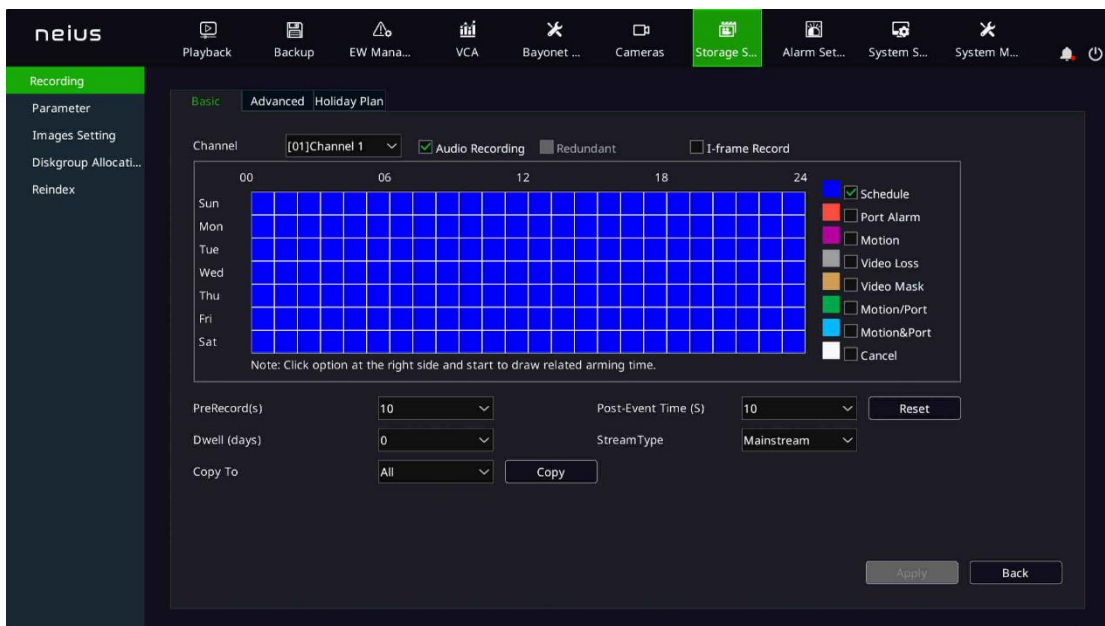 neius
Playback Backup EW Mana... VCA Bayonet ... Cameras Storage S... Alarm Set... System S... System M...
Recording
Parameter
Images Setting
Diskgroup Allocati...
Reindex
Basic Advanced Holiday Plan
Channel [01]Channel 1 Audio Recording Redundant I-frame Record
00 06 12 18 24
Sun
Mon
Tue
Wed
Thu
Fri
Sat
Schedule
Port Alarm
Motion
Video Loss
Video Mask
Motion/Port
Motion&Port
Cancel
Note: Click option at the right side and start to draw related arming time.
PreRecord(s) 10 Post-Event Time (S) 10 Reset
Dwell (days) 0 StreamType Mainstream
Copy To All Copy
Apply Back